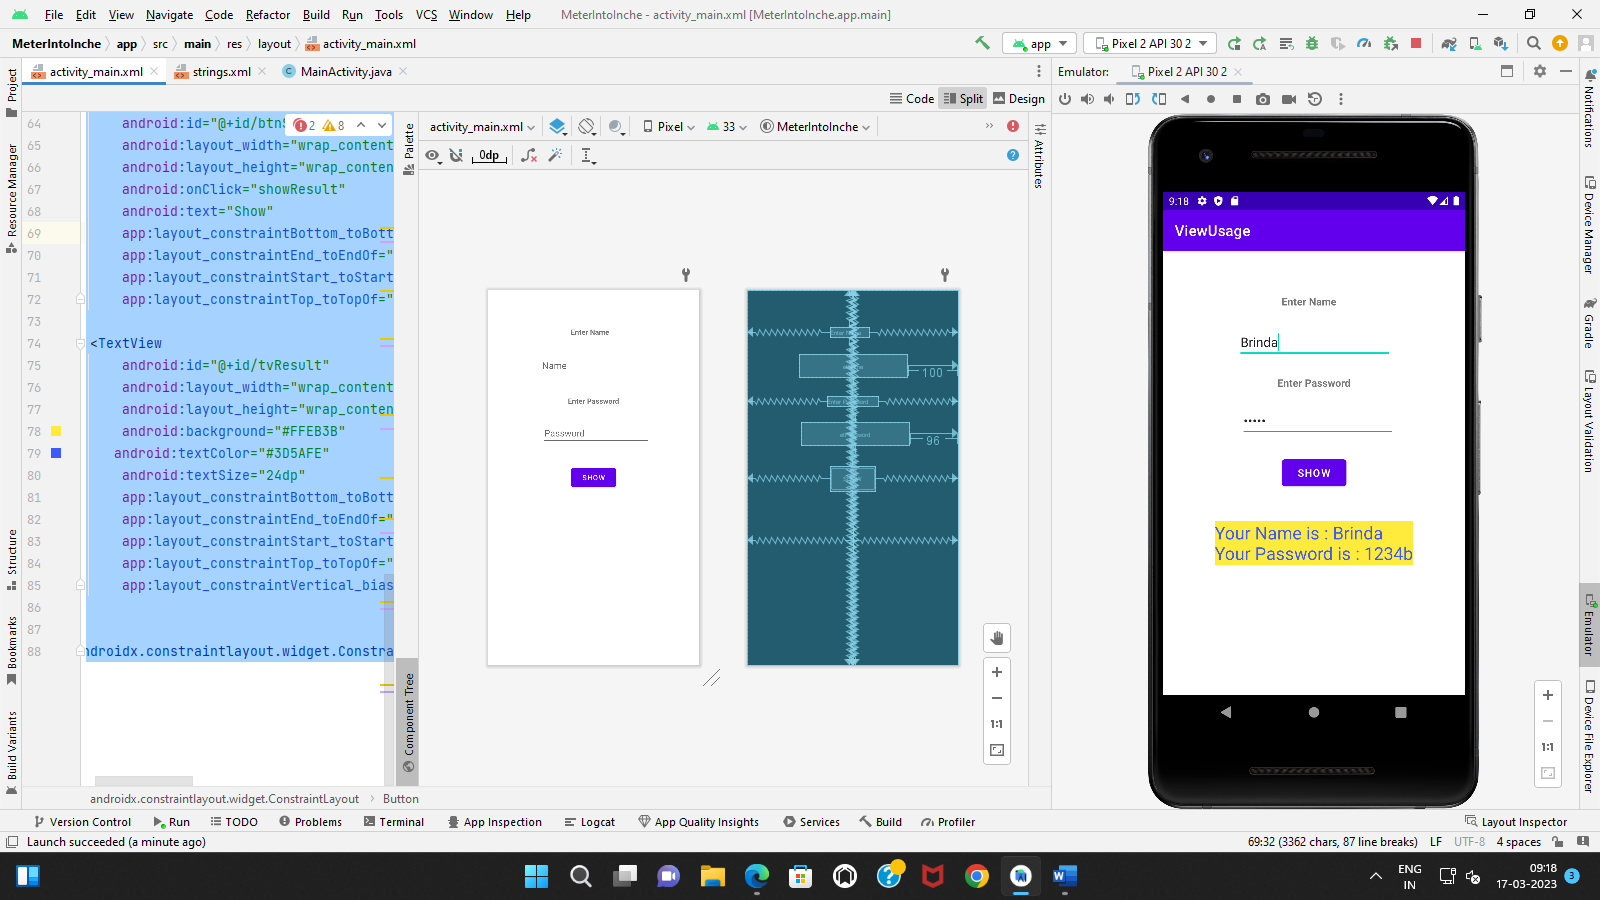 File Edit View Navigate Code Refactor Build Run Tools VCS Window Help MeterIntoInche - activity_main.xml [MeterIntoInche.app.main]
MeterIntoInche app src main res layout activity_main.xml
app Pixel 2 API 30 2
activity_main.xml strings.xml MainActivity.java
Emulator: Pixel 2 API 30 2
Code Split Design
activity_main.xml Pixel 33 MeterIntoInche
0dp
Project
Resource Manager
Structure
Bookmarks
Build Variants
64 android:id="@+id/btnS
2 8
65 android:layout_width="wrap_content
66 android:layout_height="wrap_conten
67 android:onClick="showResult"
68 android:text="Show"
69 app:layout_constraintBottom_toBott
70 app:layout_constraintEnd_toEndOf="
71 app:layout_constraintStart_toStart
72 app:layout_constraintTop_toTopOf="
73
74 <TextView
75 android:id="@+id/tvResult"
76 android:layout_width="wrap_content
77 android:layout_height="wrap_conten
78 android:background="#FFEB3B"
79 android:textColor="#3D5AFE"
80 android:textSize="24dp"
81 app:layout_constraintBottom_toBott
82 app:layout_constraintEnd_toEndOf="
83 app:layout_constraintStart_toStart
84 app:layout_constraintTop_toTopOf="
85 app:layout_constraintVertical_bias
86
87
88 ndroidx.constraintlayout.widget.Constra
Palette
Component Tree
Attributes
Enter Name
Name
Enter Password
Password
SHOW
100
96
1:1
9:18
ViewUsage
Enter Name
Brinda
Enter Password
•••••
SHOW
Your Name is : Brinda
Your Password is : 1234b
1:1
Notifications
Device Manager
Gradle
Layout Validation
Emulator
Device File Explorer
androidx.constraintlayout.widget.ConstraintLayout Button
Version Control Run TODO Problems Terminal App Inspection Logcat App Quality Insights Services Build Profiler Layout Inspector
Launch succeeded (a minute ago) 69:32 (3362 chars, 87 line breaks) LF UTF-8 4 spaces
ENG
IN
09:18
17-03-2023
3